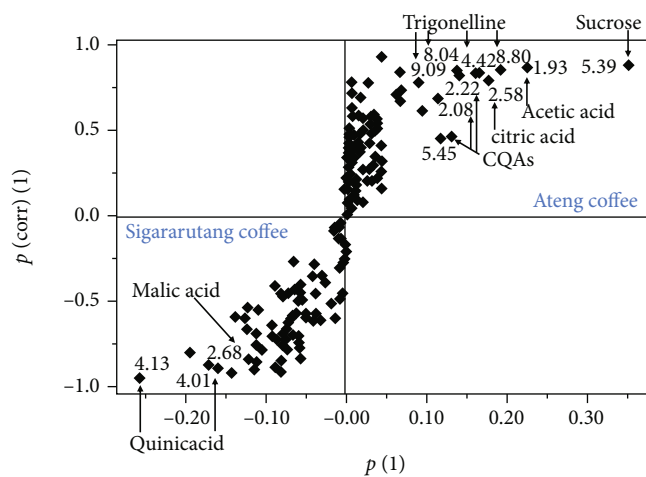 Trigonelline Sucrose
1.0
8.04 4.42 8.80
9.09 1.93 5.39
2.22 2.58 Acetic acid
0.5 2.08 citric acid
5.45 CQAs
p (corr) (1)
0.0
Sigararutang coffee Ateng coffee
Malic acid
−0.5
2.68
4.13
4.01
−1.0
−0.20 −0.10 −0.00 0.10 0.20 0.30
Quinicacid
p (1)